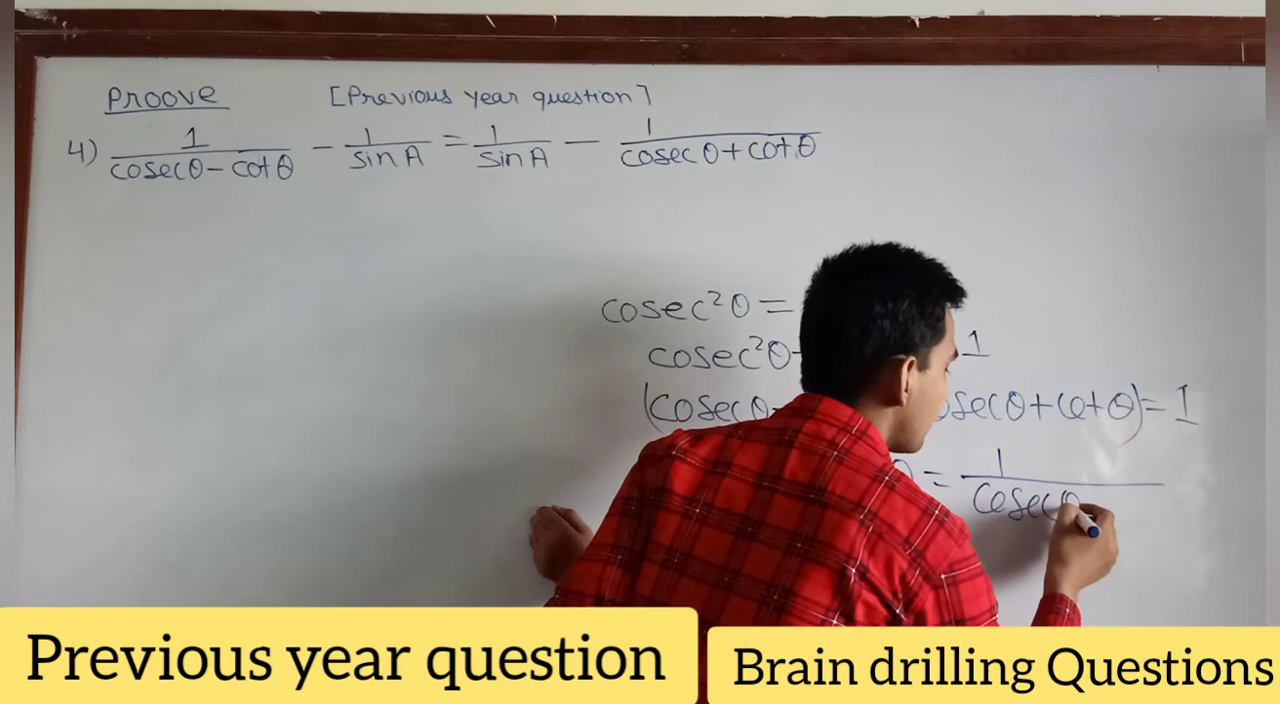 Proove [Previous year question]
4) 1/(cosecθ - cotθ) - 1/(sin A) = 1/(sin A) - 1/(cosecθ + cotθ)
cosec²θ =
cosec²θ 1
(cosecθ- osecθ + cotθ) = 1
= 1/(cosecθ
Previous year question
Brain drilling Questions